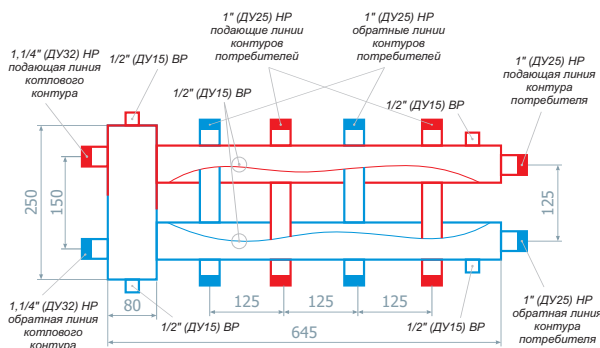 1" (ДУ25) НР
подающие линии
контуров
потребителей
1" (ДУ25) НР
обратные линии
контуров
потребителей
1,1/4" (ДУ32) НР
подающая линия
котлового
контура
1/2" (ДУ15) ВР
1/2" (ДУ15) ВР
1/2" (ДУ15) ВР
1" (ДУ25) НР
подающая линия
контура
потребителя
250
150
125
80
125
125
125
645
1,1/4" (ДУ32) НР
обратная линия
котлового
контура
1/2" (ДУ15) ВР
1/2" (ДУ15) ВР
1" (ДУ25) НР
обратная линия
контура
потребителя